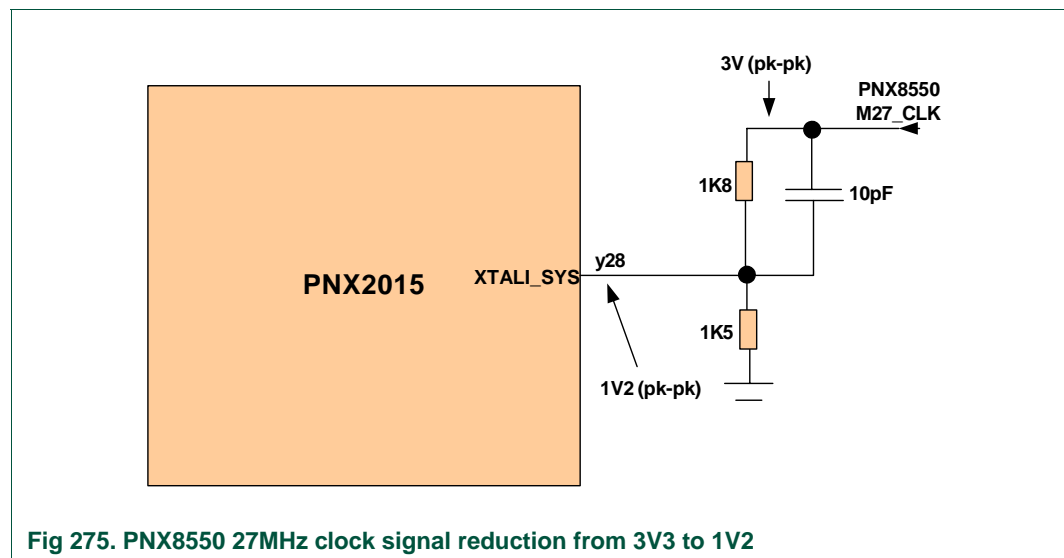 3V (pk-pk)
PNX8550
M27_CLK
1K8
10pF
PNX2015
XTALI_SYS
y28
1K5
1V2 (pk-pk)
Fig 275. PNX8550 27MHz clock signal reduction from 3V3 to 1V2